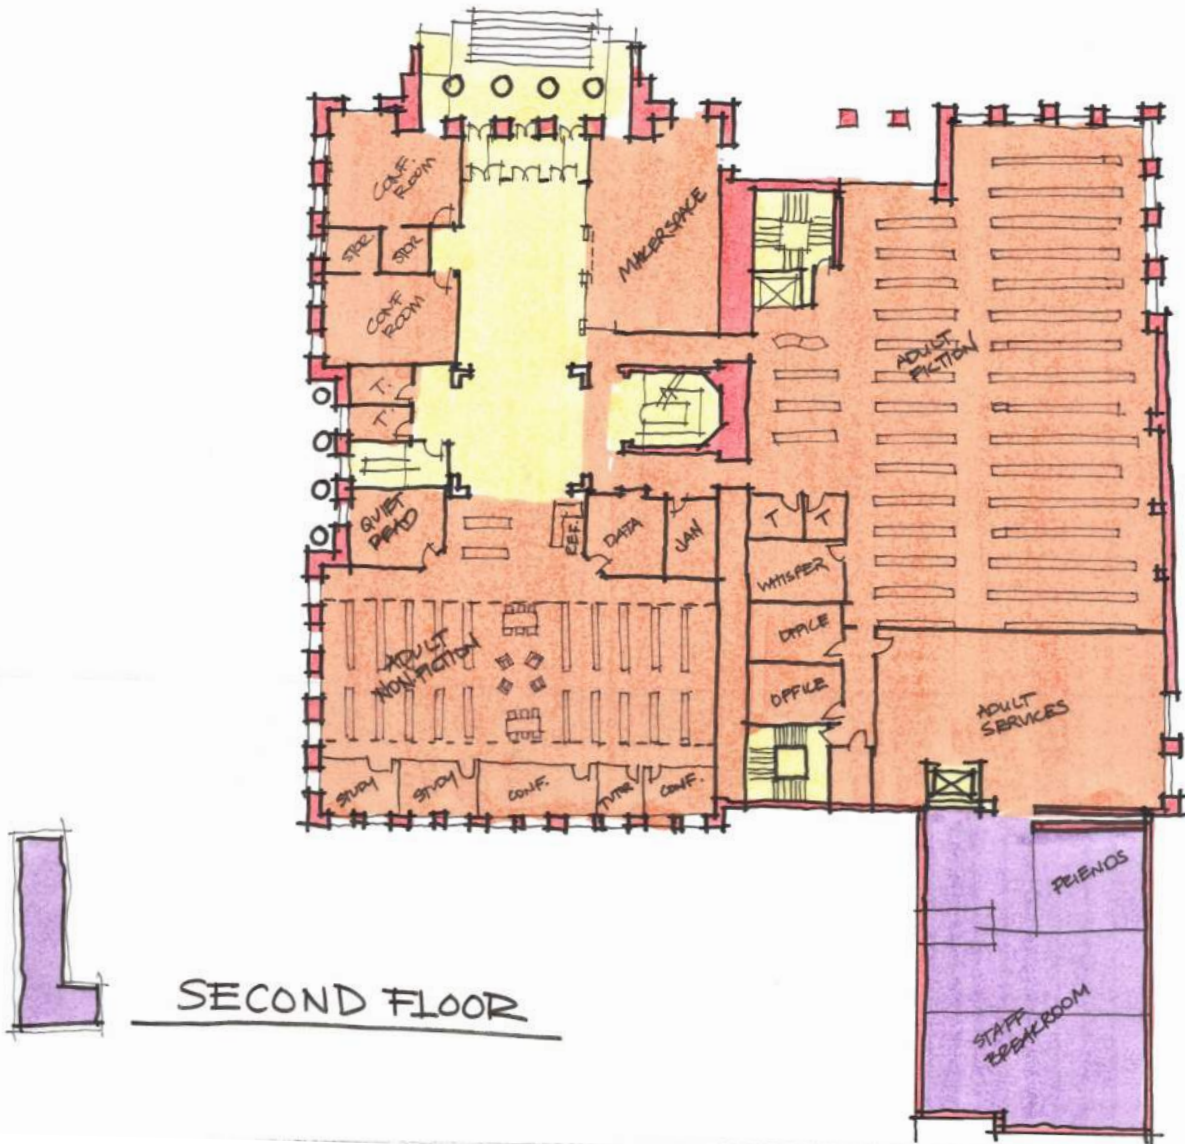 CONF.
ROOM
STOR.
STOR
CONF
ROOM
MAKERSPACE
ADULT
FICTION
T.
T.
QUIET
READ
REF.
DATA
JAN
T
T
WHISPER
OFFICE
OFFICE
ADULT
NON-FICTION
ADULT
SERVICES
STUDY
STUDY
CONF.
TUTR
CONF.
FRIENDS
STAFF
BREAKROOM
SECOND FLOOR